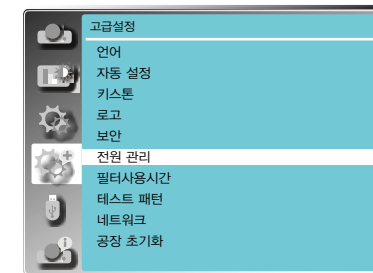 고급설정
언어
자동 설정
키스톤
로고
보안
전원 관리
필터사용시간
테스트 패턴
네트워크
공장 초기화